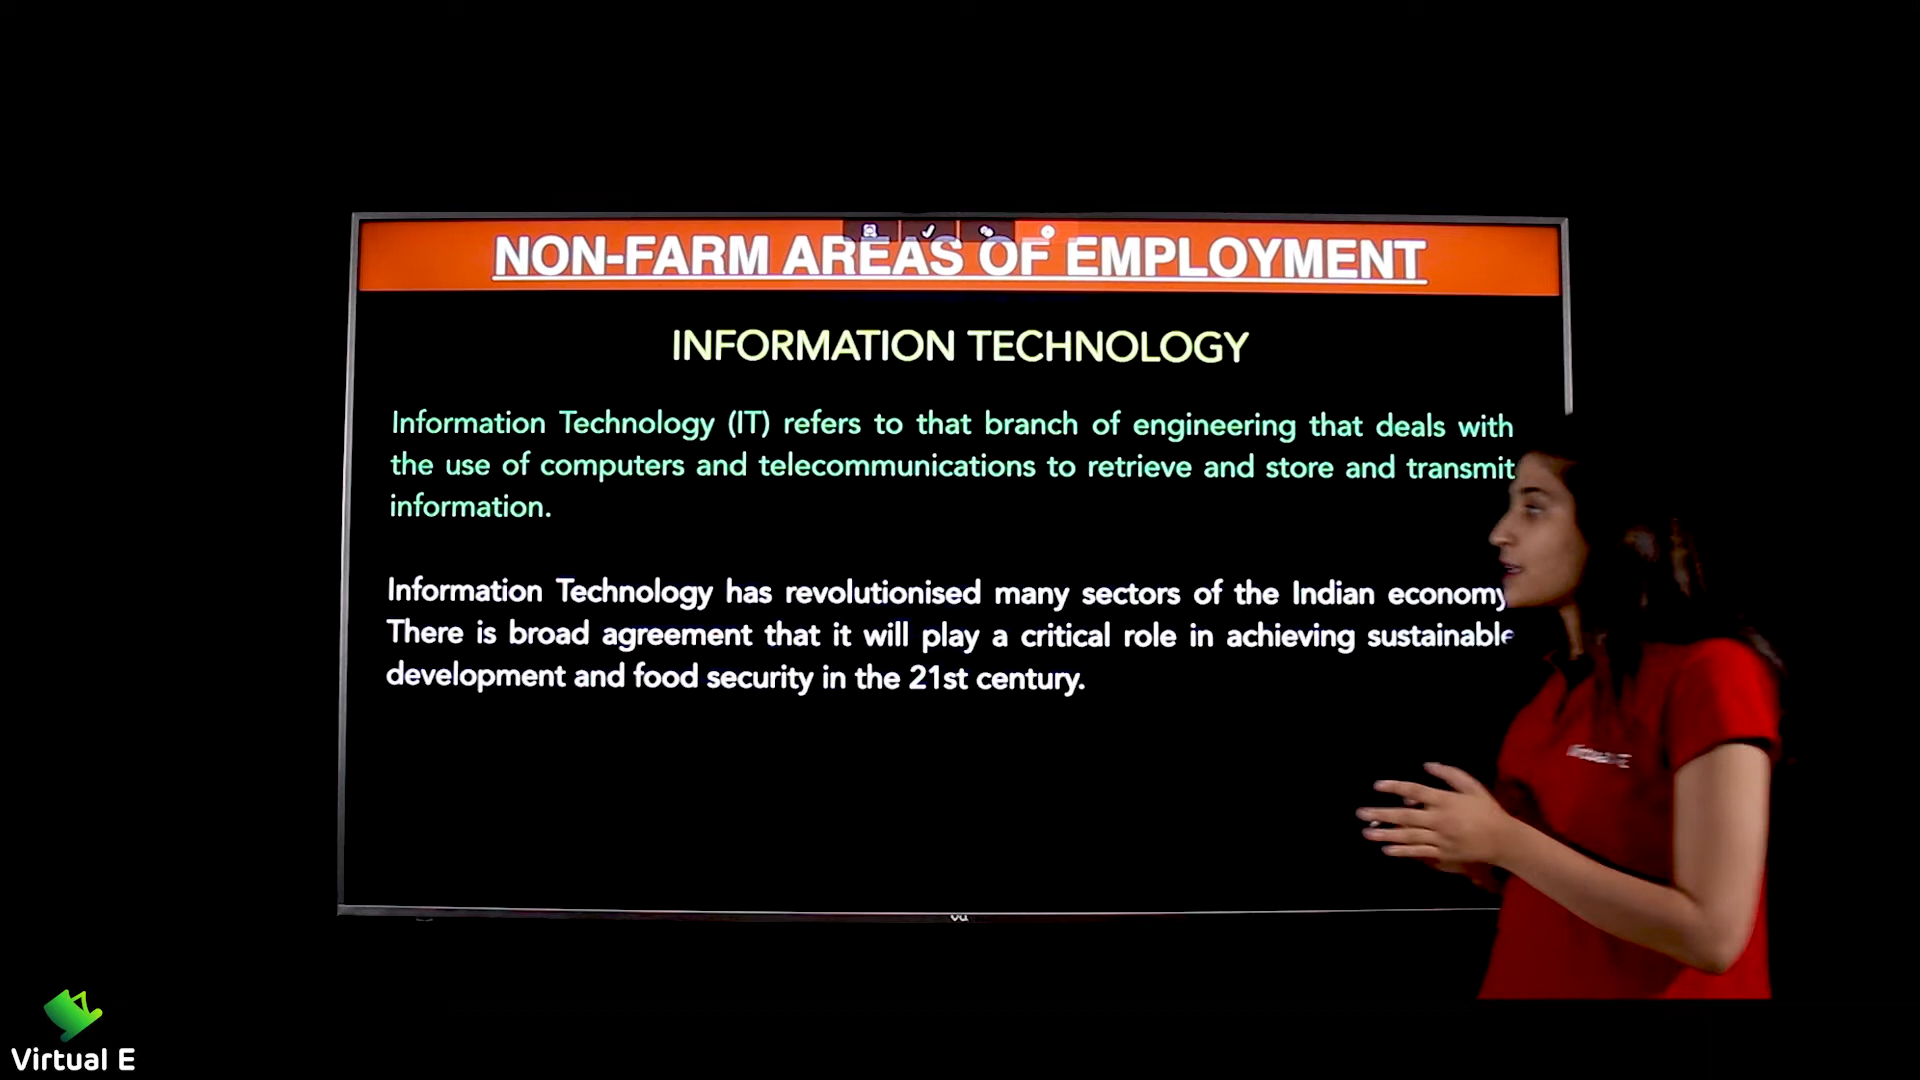 NON-FARM AREAS OF EMPLOYMENT
INFORMATION TECHNOLOGY
Information Technology (IT) refers to that branch of engineering that deals with
the use of computers and telecommunications to retrieve and store and transmit
information.
Information Technology has revolutionised many sectors of the Indian economy
There is broad agreement that it will play a critical role in achieving sustainable
development and food security in the 21st century.
Vu
Virtual E
Virtual E